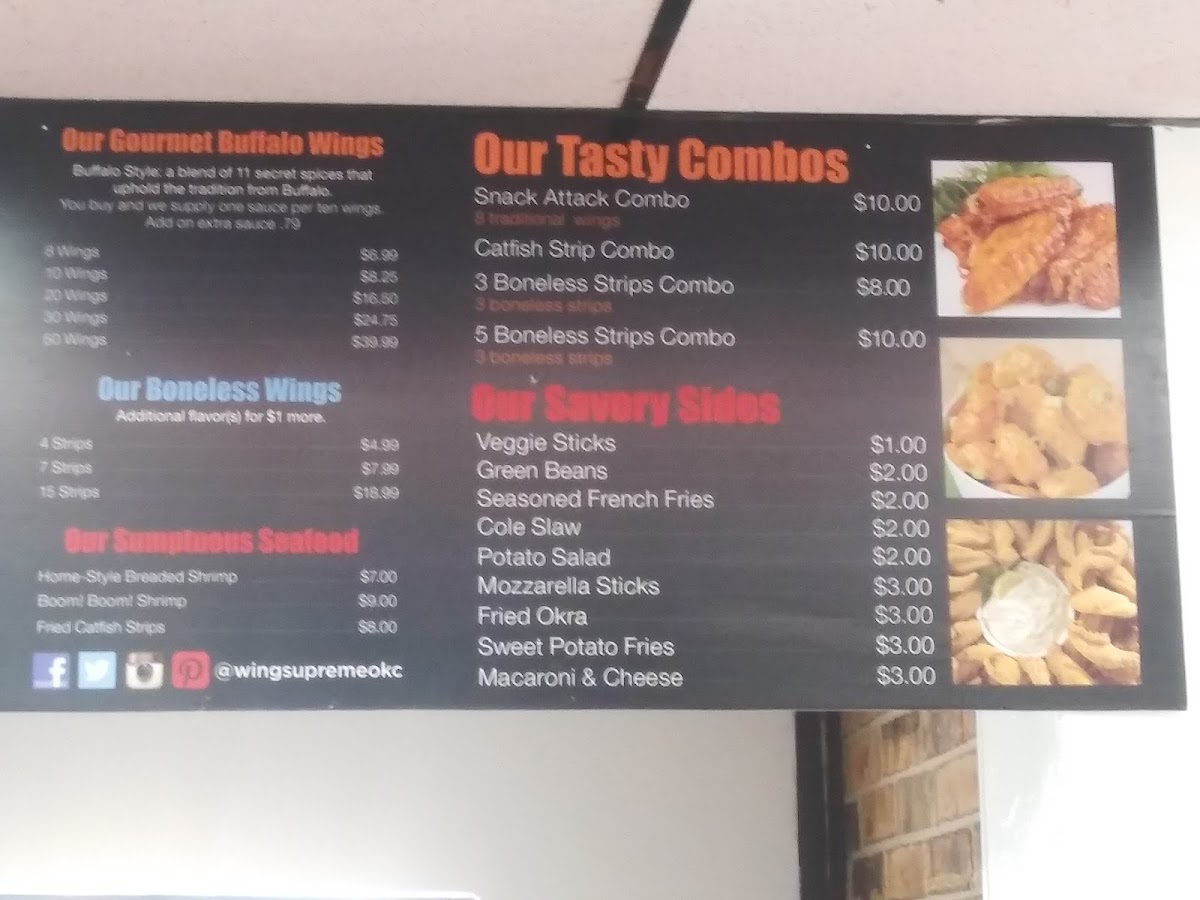 Our Gourmet Buffalo Wings
Buffalo Style: a blend of 11 secret spices that
uphold the tradition from Buffalo.
You buy and we supply one sauce per ten wings.
Add on extra sauce .79
8 Wings $6.99
10 Wings $8.25
20 Wings $16.50
30 Wings $24.75
50 Wings $39.99
Our Boneless Wings
Additional flavor(s) for $1 more.
4 Strips $4.99
7 Strips $7.99
15 Strips $18.99
Our Sumptuous Seafood
Home-Style Breaded Shrimp $7.00
Boom! Boom! Shrimp $9.00
Fried Catfish Strips $8.00
@wingsupremeokc
Our Tasty Combos
Snack Attack Combo $10.00
8 traditional wings
Catfish Strip Combo $10.00
3 Boneless Strips Combo $8.00
3 boneless strips
5 Boneless Strips Combo $10.00
3 boneless strips
Our Savory Sides
Veggie Sticks $1.00
Green Beans $2.00
Seasoned French Fries $2.00
Cole Slaw $2.00
Potato Salad $2.00
Mozzarella Sticks $3.00
Fried Okra $3.00
Sweet Potato Fries $3.00
Macaroni & Cheese $3.00